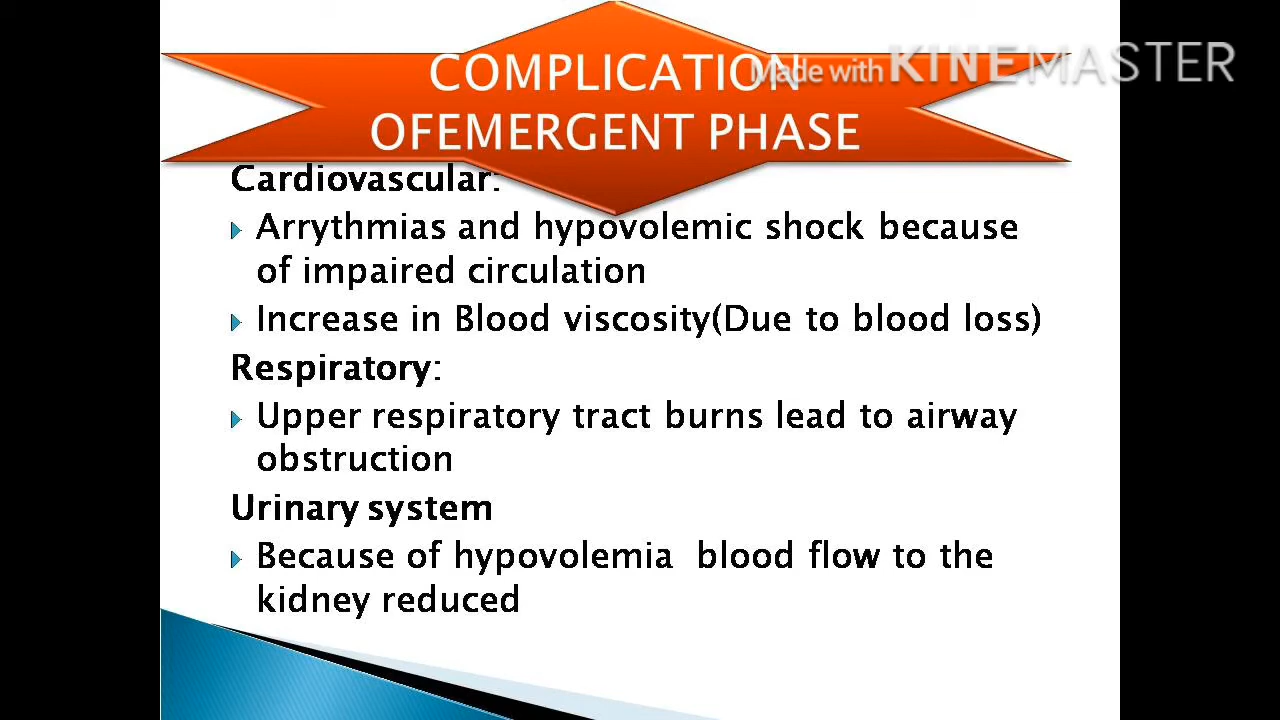 COMPLICATION
Made with KINEMASTER
OFEMERGENT PHASE
Cardiovascular:
Arrythmias and hypovolemic shock because
of impaired circulation
Increase in Blood viscosity(Due to blood loss)
Respiratory:
Upper respiratory tract burns lead to airway
obstruction
Urinary system
Because of hypovolemia blood flow to the
kidney reduced